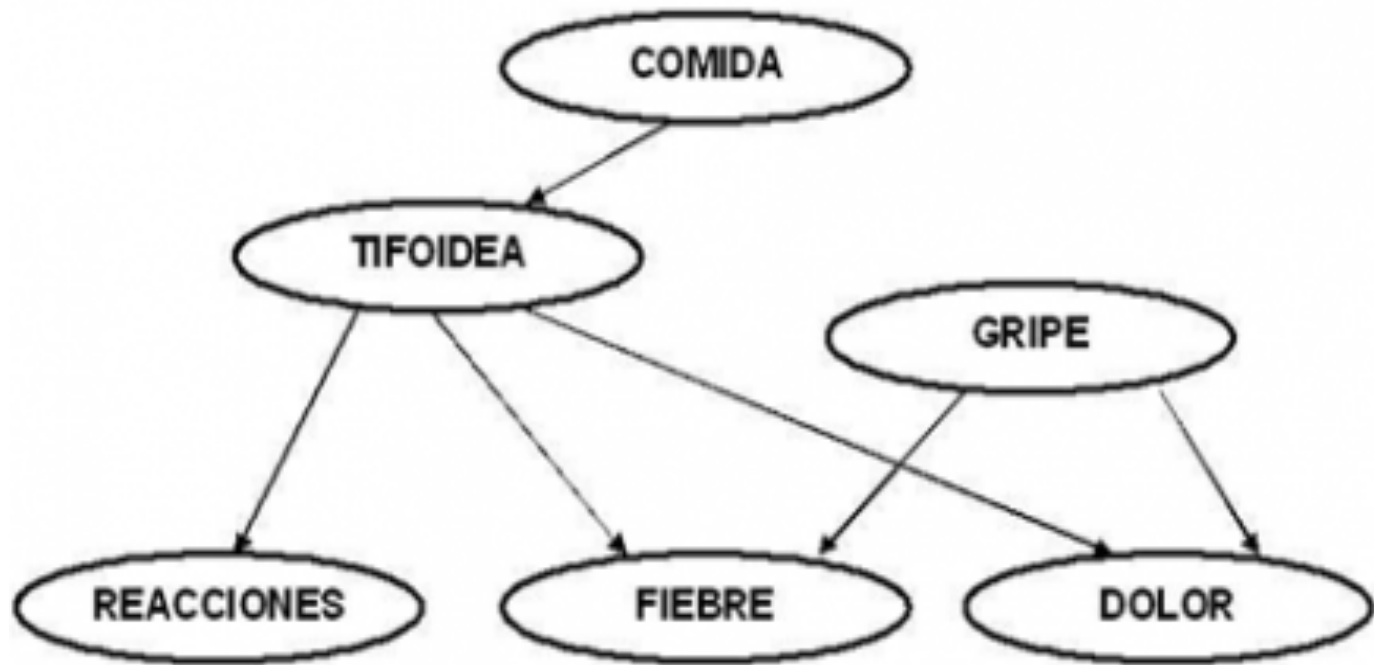 COMIDA
TIFOIDEA
GRIPE
REACCIONES
FIEBRE
DOLOR